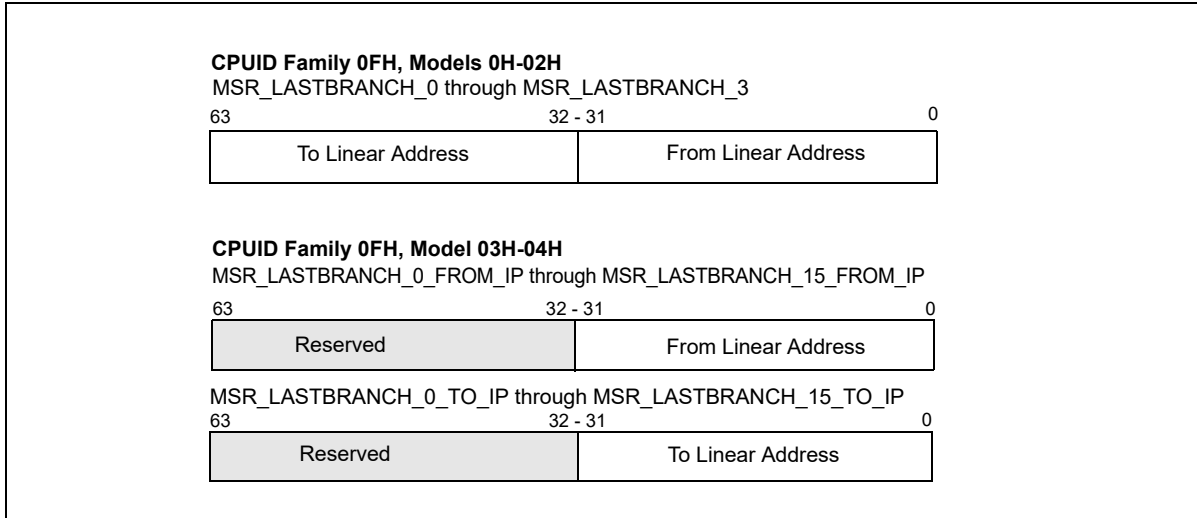 CPUID Family 0FH, Models 0H-02H
MSR_LASTBRANCH_0 through MSR_LASTBRANCH_3
63 32 - 31 0
To Linear Address From Linear Address
CPUID Family 0FH, Model 03H-04H
MSR_LASTBRANCH_0_FROM_IP through MSR_LASTBRANCH_15_FROM_IP
63 32 - 31 0
Reserved From Linear Address
MSR_LASTBRANCH_0_TO_IP through MSR_LASTBRANCH_15_TO_IP
63 32 - 31 0
Reserved To Linear Address